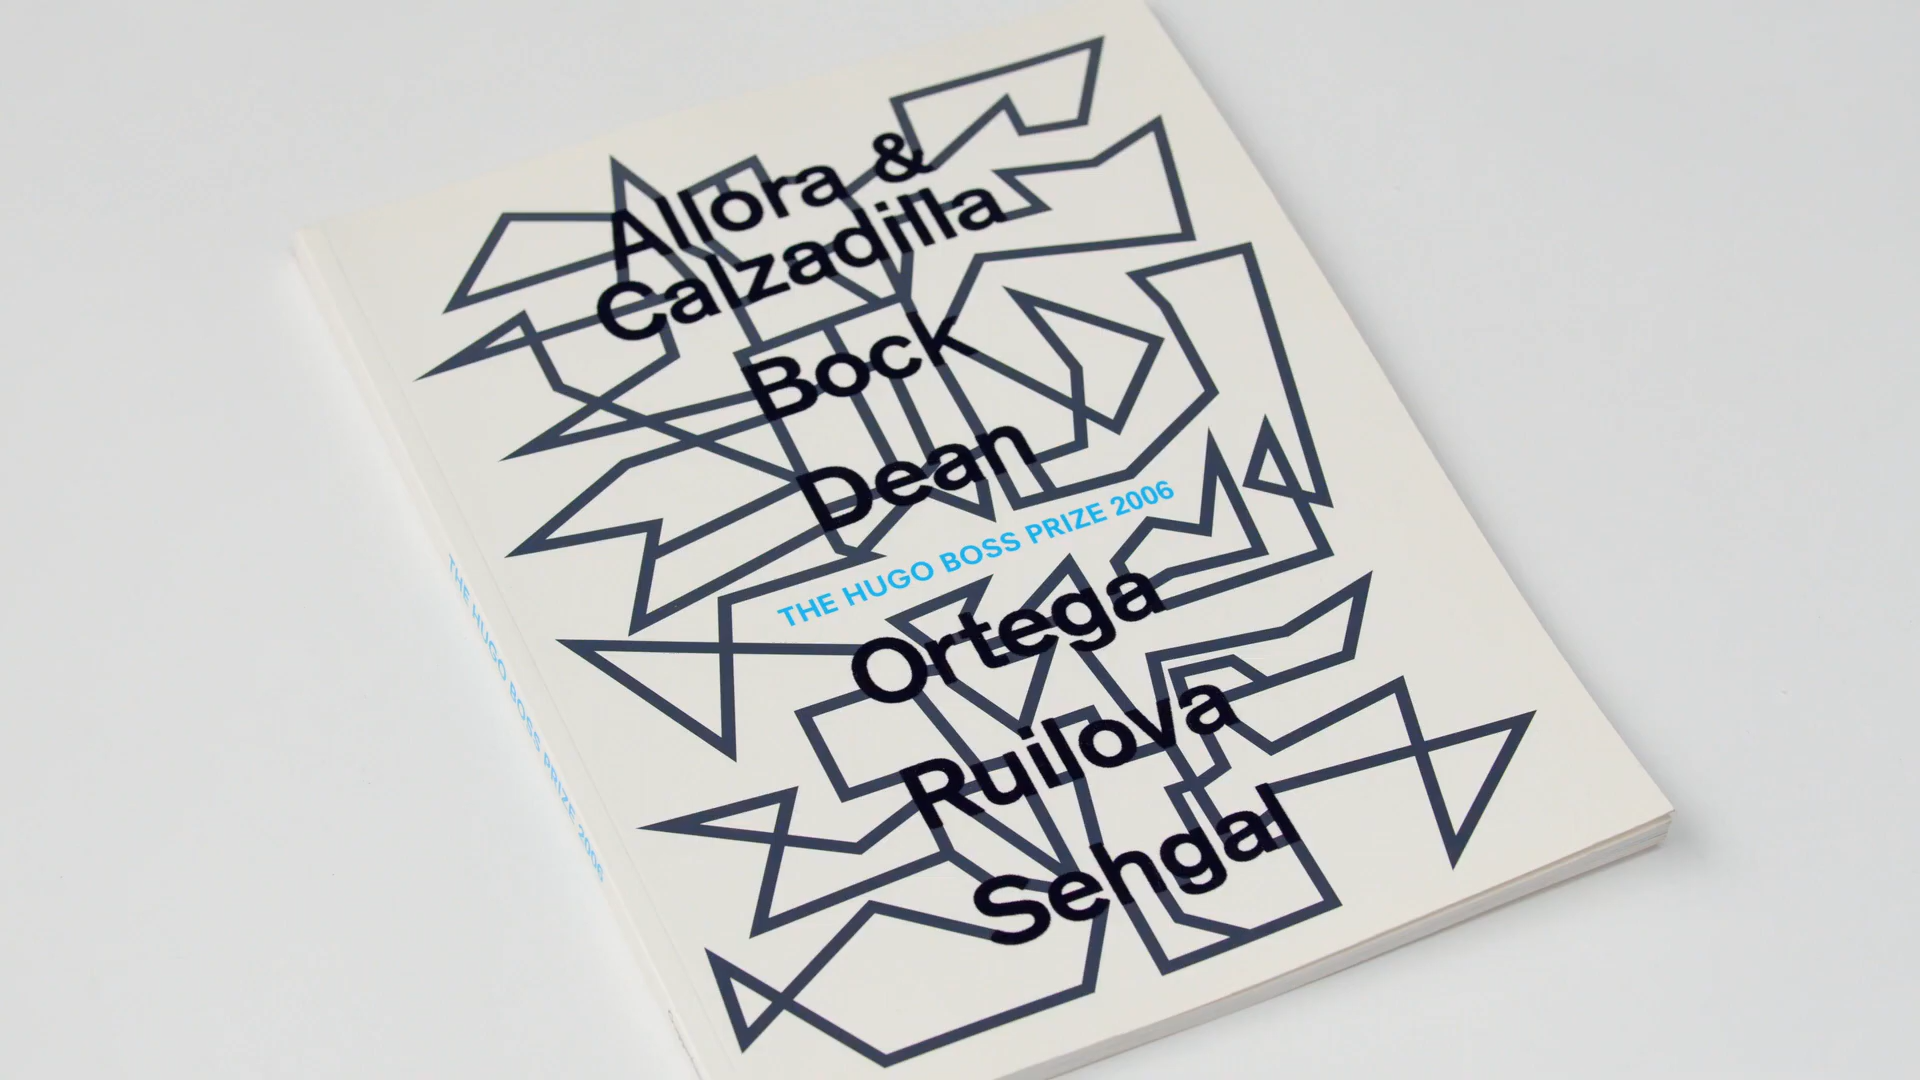 Allora &
Calzadilla
Bock
Dean
THE HUGO BOSS PRIZE 2006
Ortega
Ruilova
Sehgal
THE HUGO BOSS PRIZE 2006